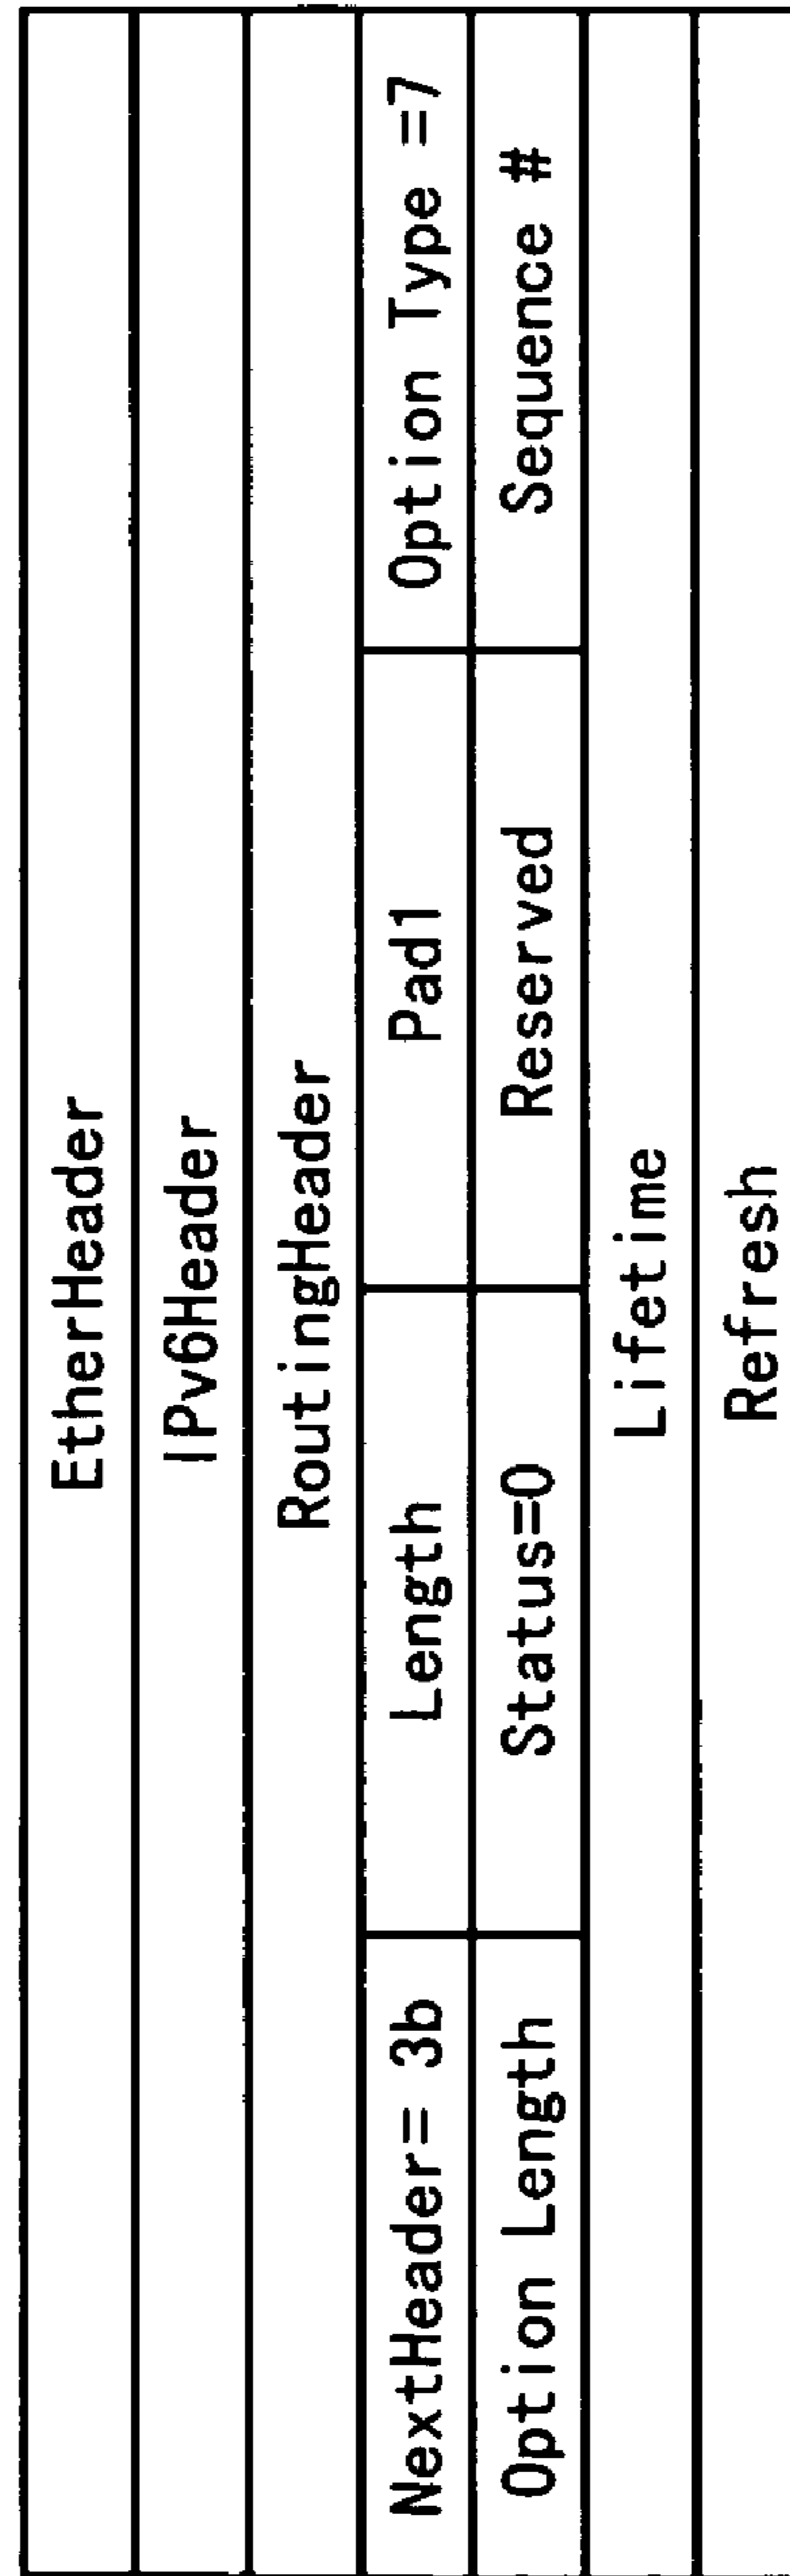 EtherHeader
IPv6Header
RoutingHeader
NextHeader= 3b Length Pad1 Option Type =7
Option Length Status=0 Reserved Sequence #
Lifetime
Refresh